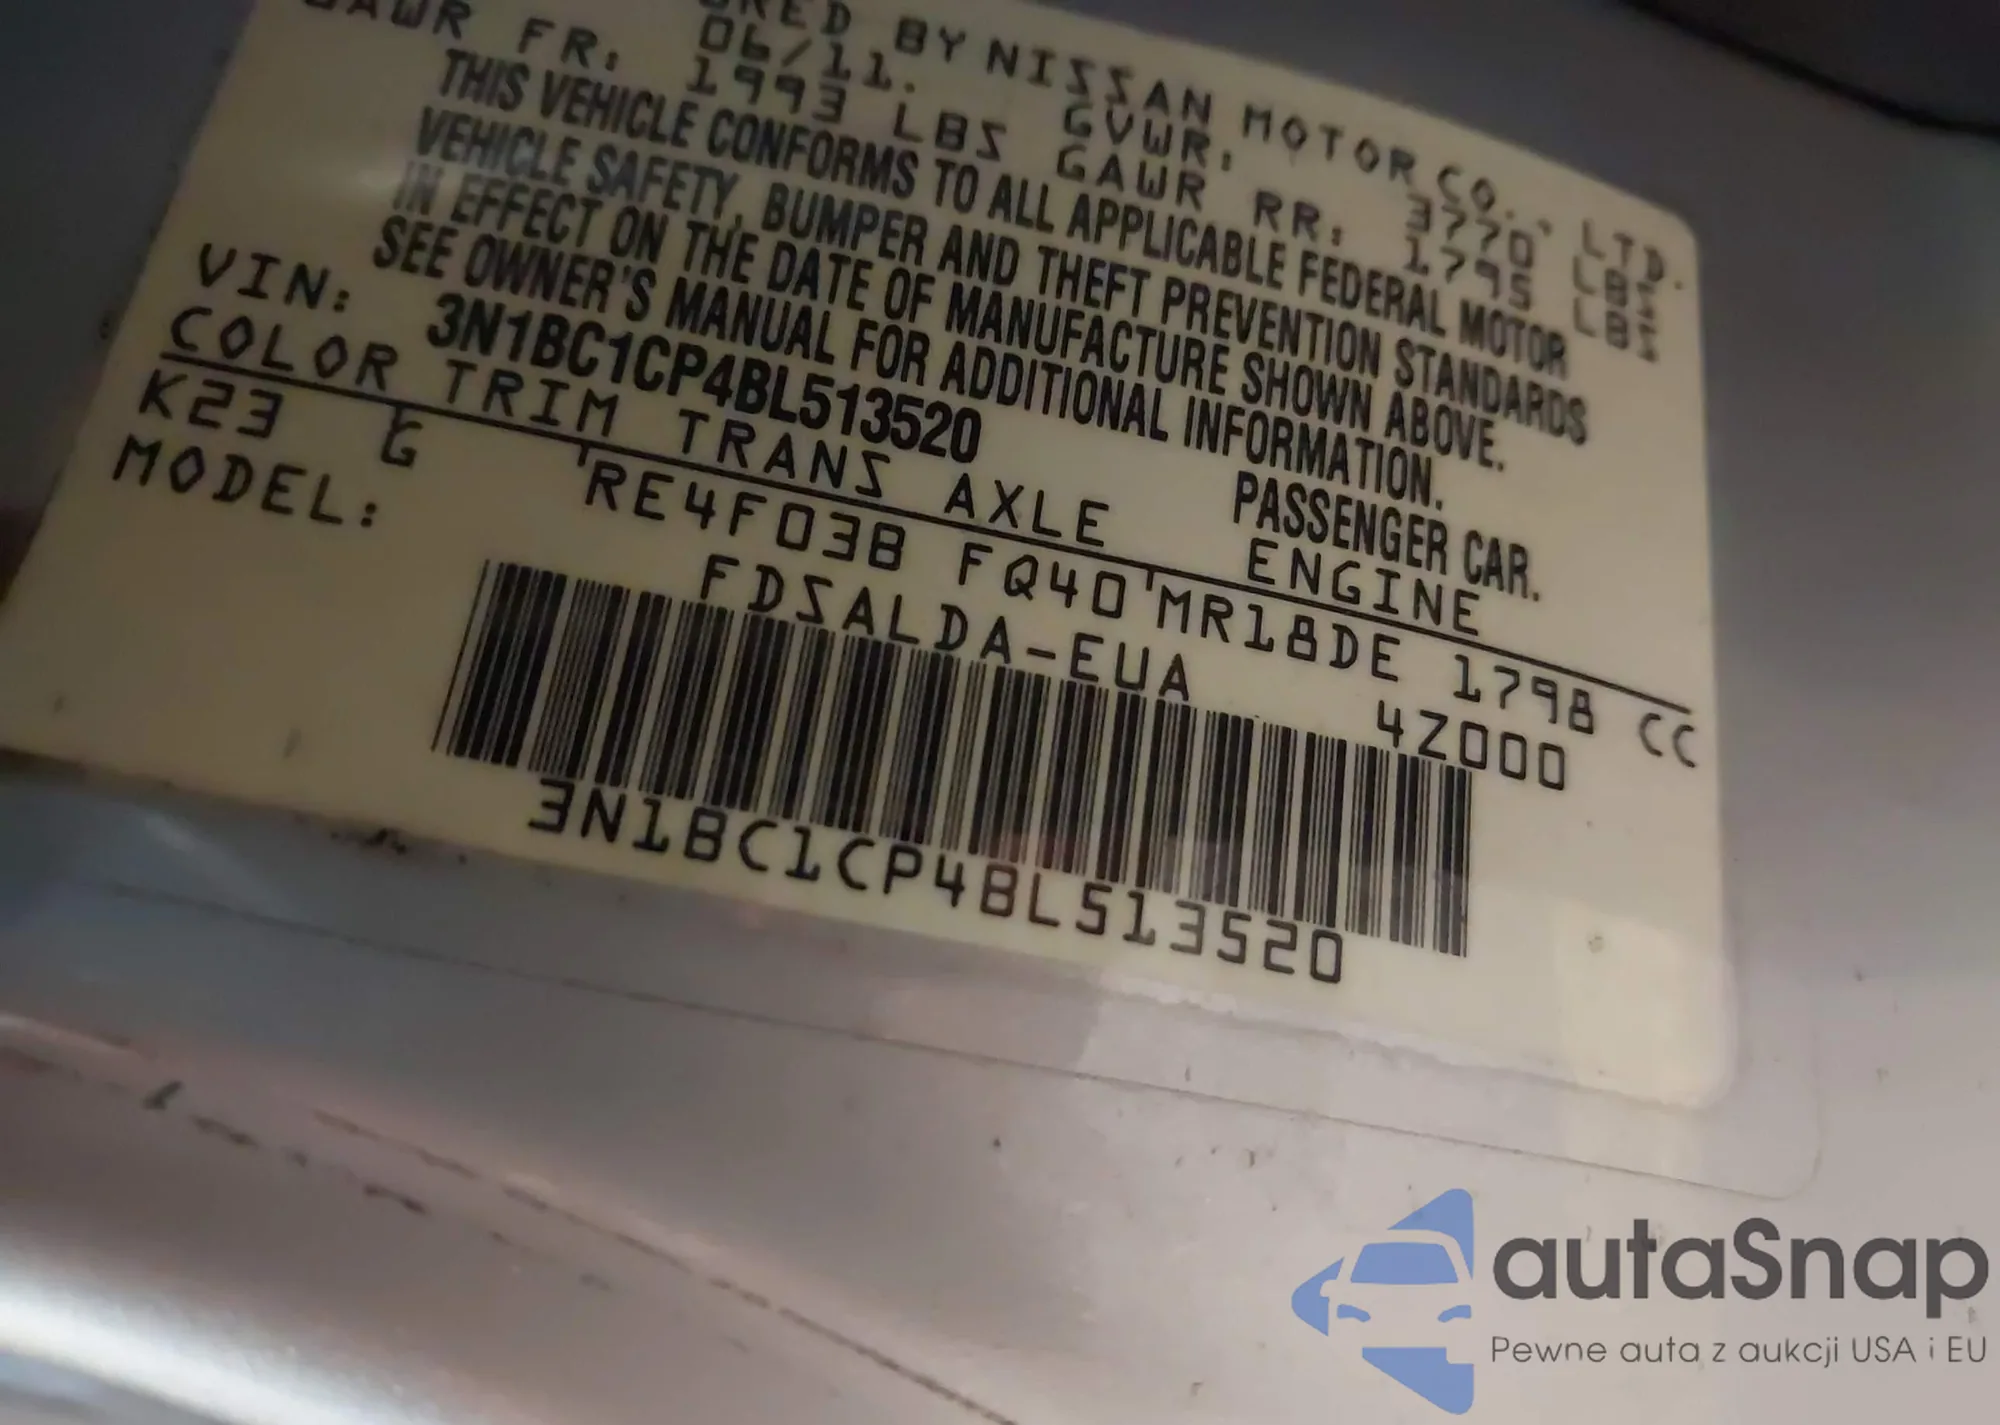 BY NISSAN MOTOR CO., LTD.
06/11. GVWR: 3770 LBS
GAWR FR: 1993 LBS GAWR RR: 1795 LBS
THIS VEHICLE CONFORMS TO ALL APPLICABLE FEDERAL MOTOR
VEHICLE SAFETY, BUMPER AND THEFT PREVENTION STANDARDS
IN EFFECT ON THE DATE OF MANUFACTURE SHOWN ABOVE.
SEE OWNER'S MANUAL FOR ADDITIONAL INFORMATION.
VIN: 3N1BC1CP4BL513520 PASSENGER CAR.
COLOR TRIM TRANS AXLE ENGINE
K23 G RE4F03B FQ40 MR18DE 1798 CC
MODEL: FDSALDA-EUA 4Z000
3N1BC1CP4BL513520
autaSnap
Pewne auta z aukcji USA i EU